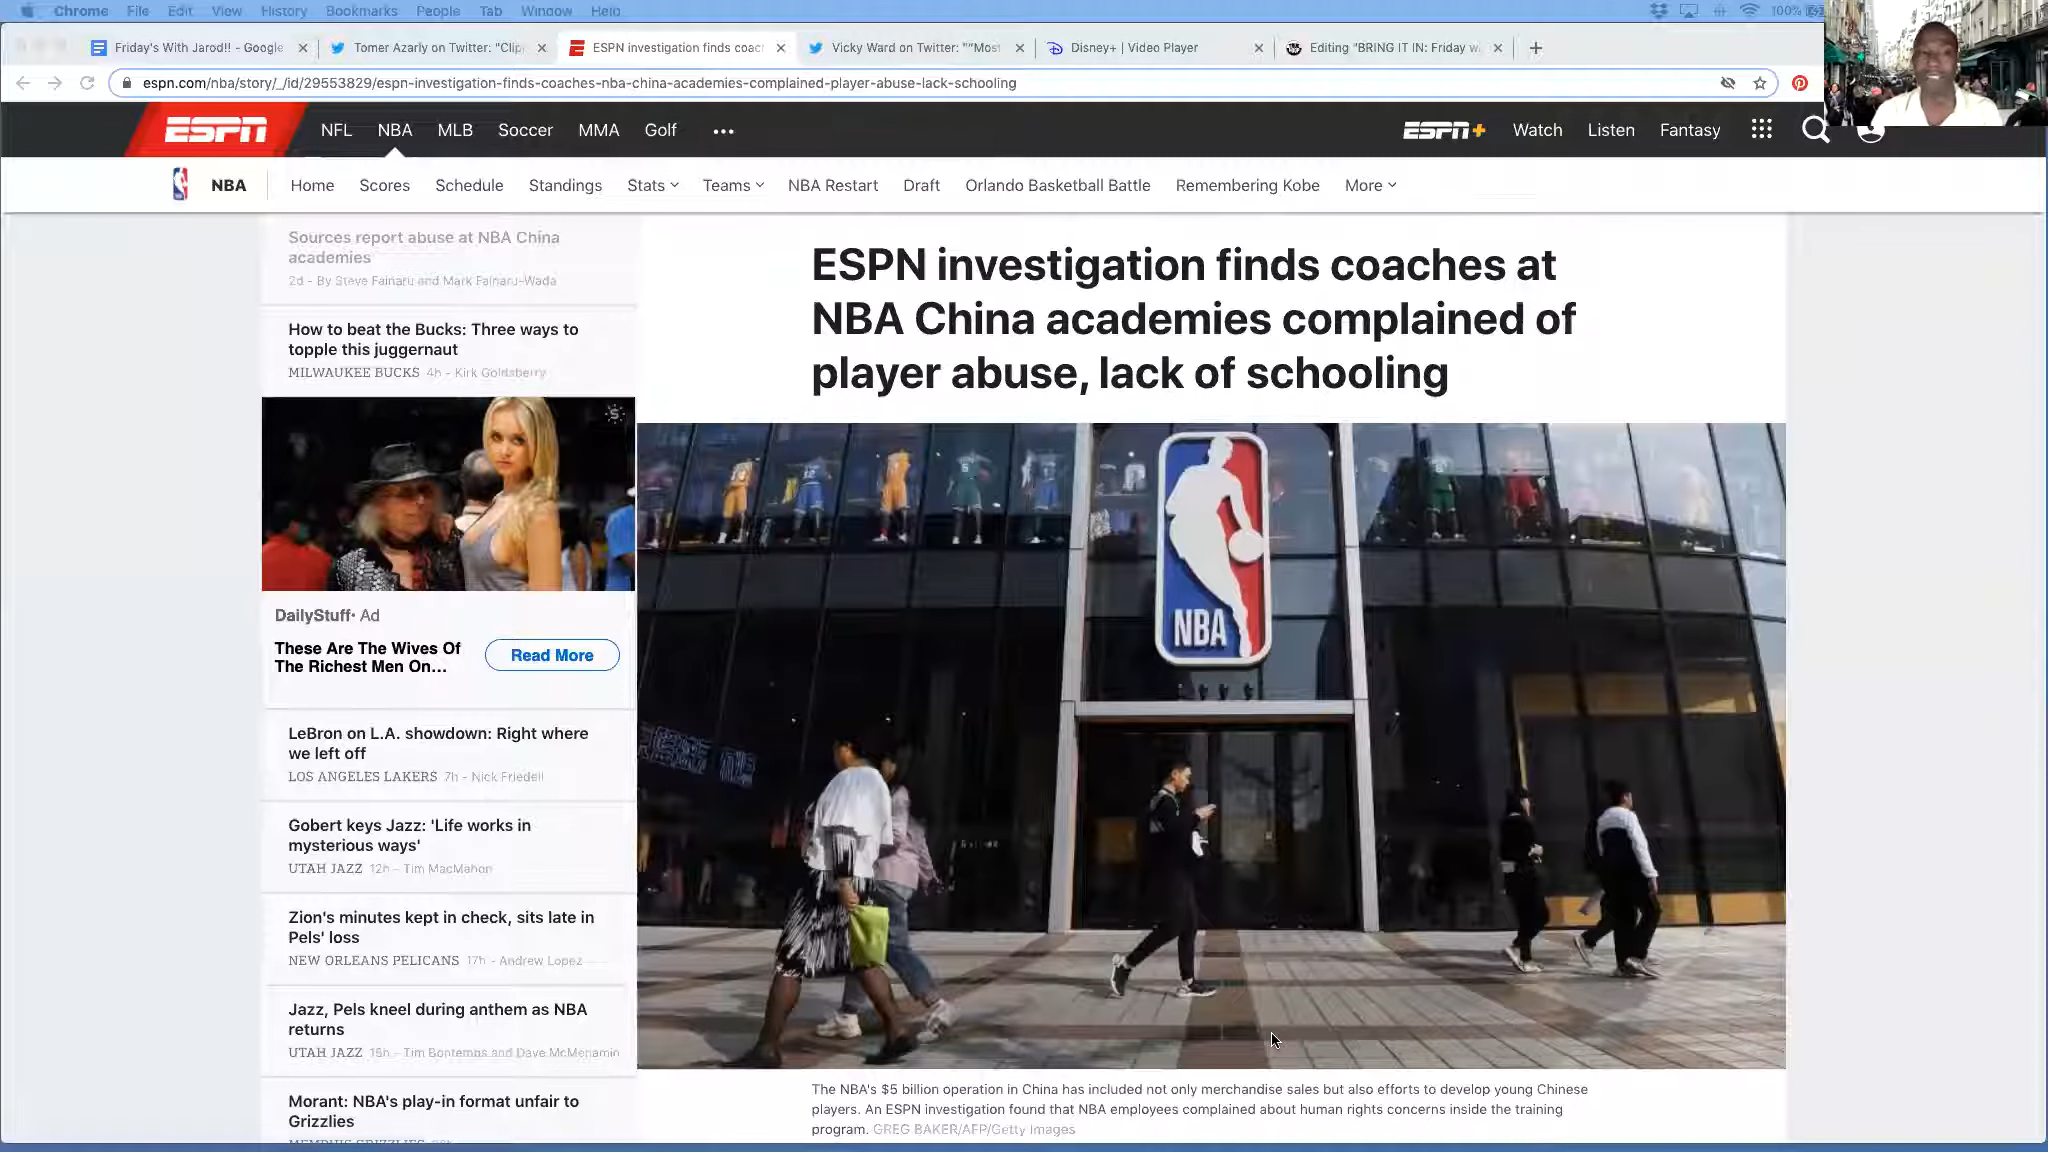 Chrome File Edit View History Bookmarks People Tab Window Help 100%
Friday's With Jarod!! - Google
Tomer Azarly on Twitter: "Clip
ESPN investigation finds coach
Vicky Ward on Twitter: ""Most
Disney+ | Video Player
Editing "BRING IT IN: Friday w
espn.com/nba/story/_/id/29553829/espn-investigation-finds-coaches-nba-china-academies-complained-player-abuse-lack-schooling
ESPN NFL NBA MLB Soccer MMA Golf ESPN+ Watch Listen Fantasy
NBA Home Scores Schedule Standings Stats Teams NBA Restart Draft Orlando Basketball Battle Remembering Kobe More
Sources report abuse at NBA China
academies
2d - By Steve Fainaru and Mark Fainaru-Wada
How to beat the Bucks: Three ways to
topple this juggernaut
MILWAUKEE BUCKS 4h - Kirk Goldsberry
DailyStuff• Ad
These Are The Wives Of
The Richest Men On...
Read More
LeBron on L.A. showdown: Right where
we left off
LOS ANGELES LAKERS 7h - Nick Friedell
Gobert keys Jazz: 'Life works in
mysterious ways'
UTAH JAZZ 12h - Tim MacMahon
Zion's minutes kept in check, sits late in
Pels' loss
NEW ORLEANS PELICANS 17h - Andrew Lopez
Jazz, Pels kneel during anthem as NBA
returns
UTAH JAZZ 15h - Tim Bontemps and Dave McMenamin
Morant: NBA's play-in format unfair to
Grizzlies
MEMPHIS GRIZZLIES
ESPN investigation finds coaches at
NBA China academies complained of
player abuse, lack of schooling
NBA
The NBA's $5 billion operation in China has included not only merchandise sales but also efforts to develop young Chinese
players. An ESPN investigation found that NBA employees complained about human rights concerns inside the training
program. GREG BAKER/AFP/Getty Images